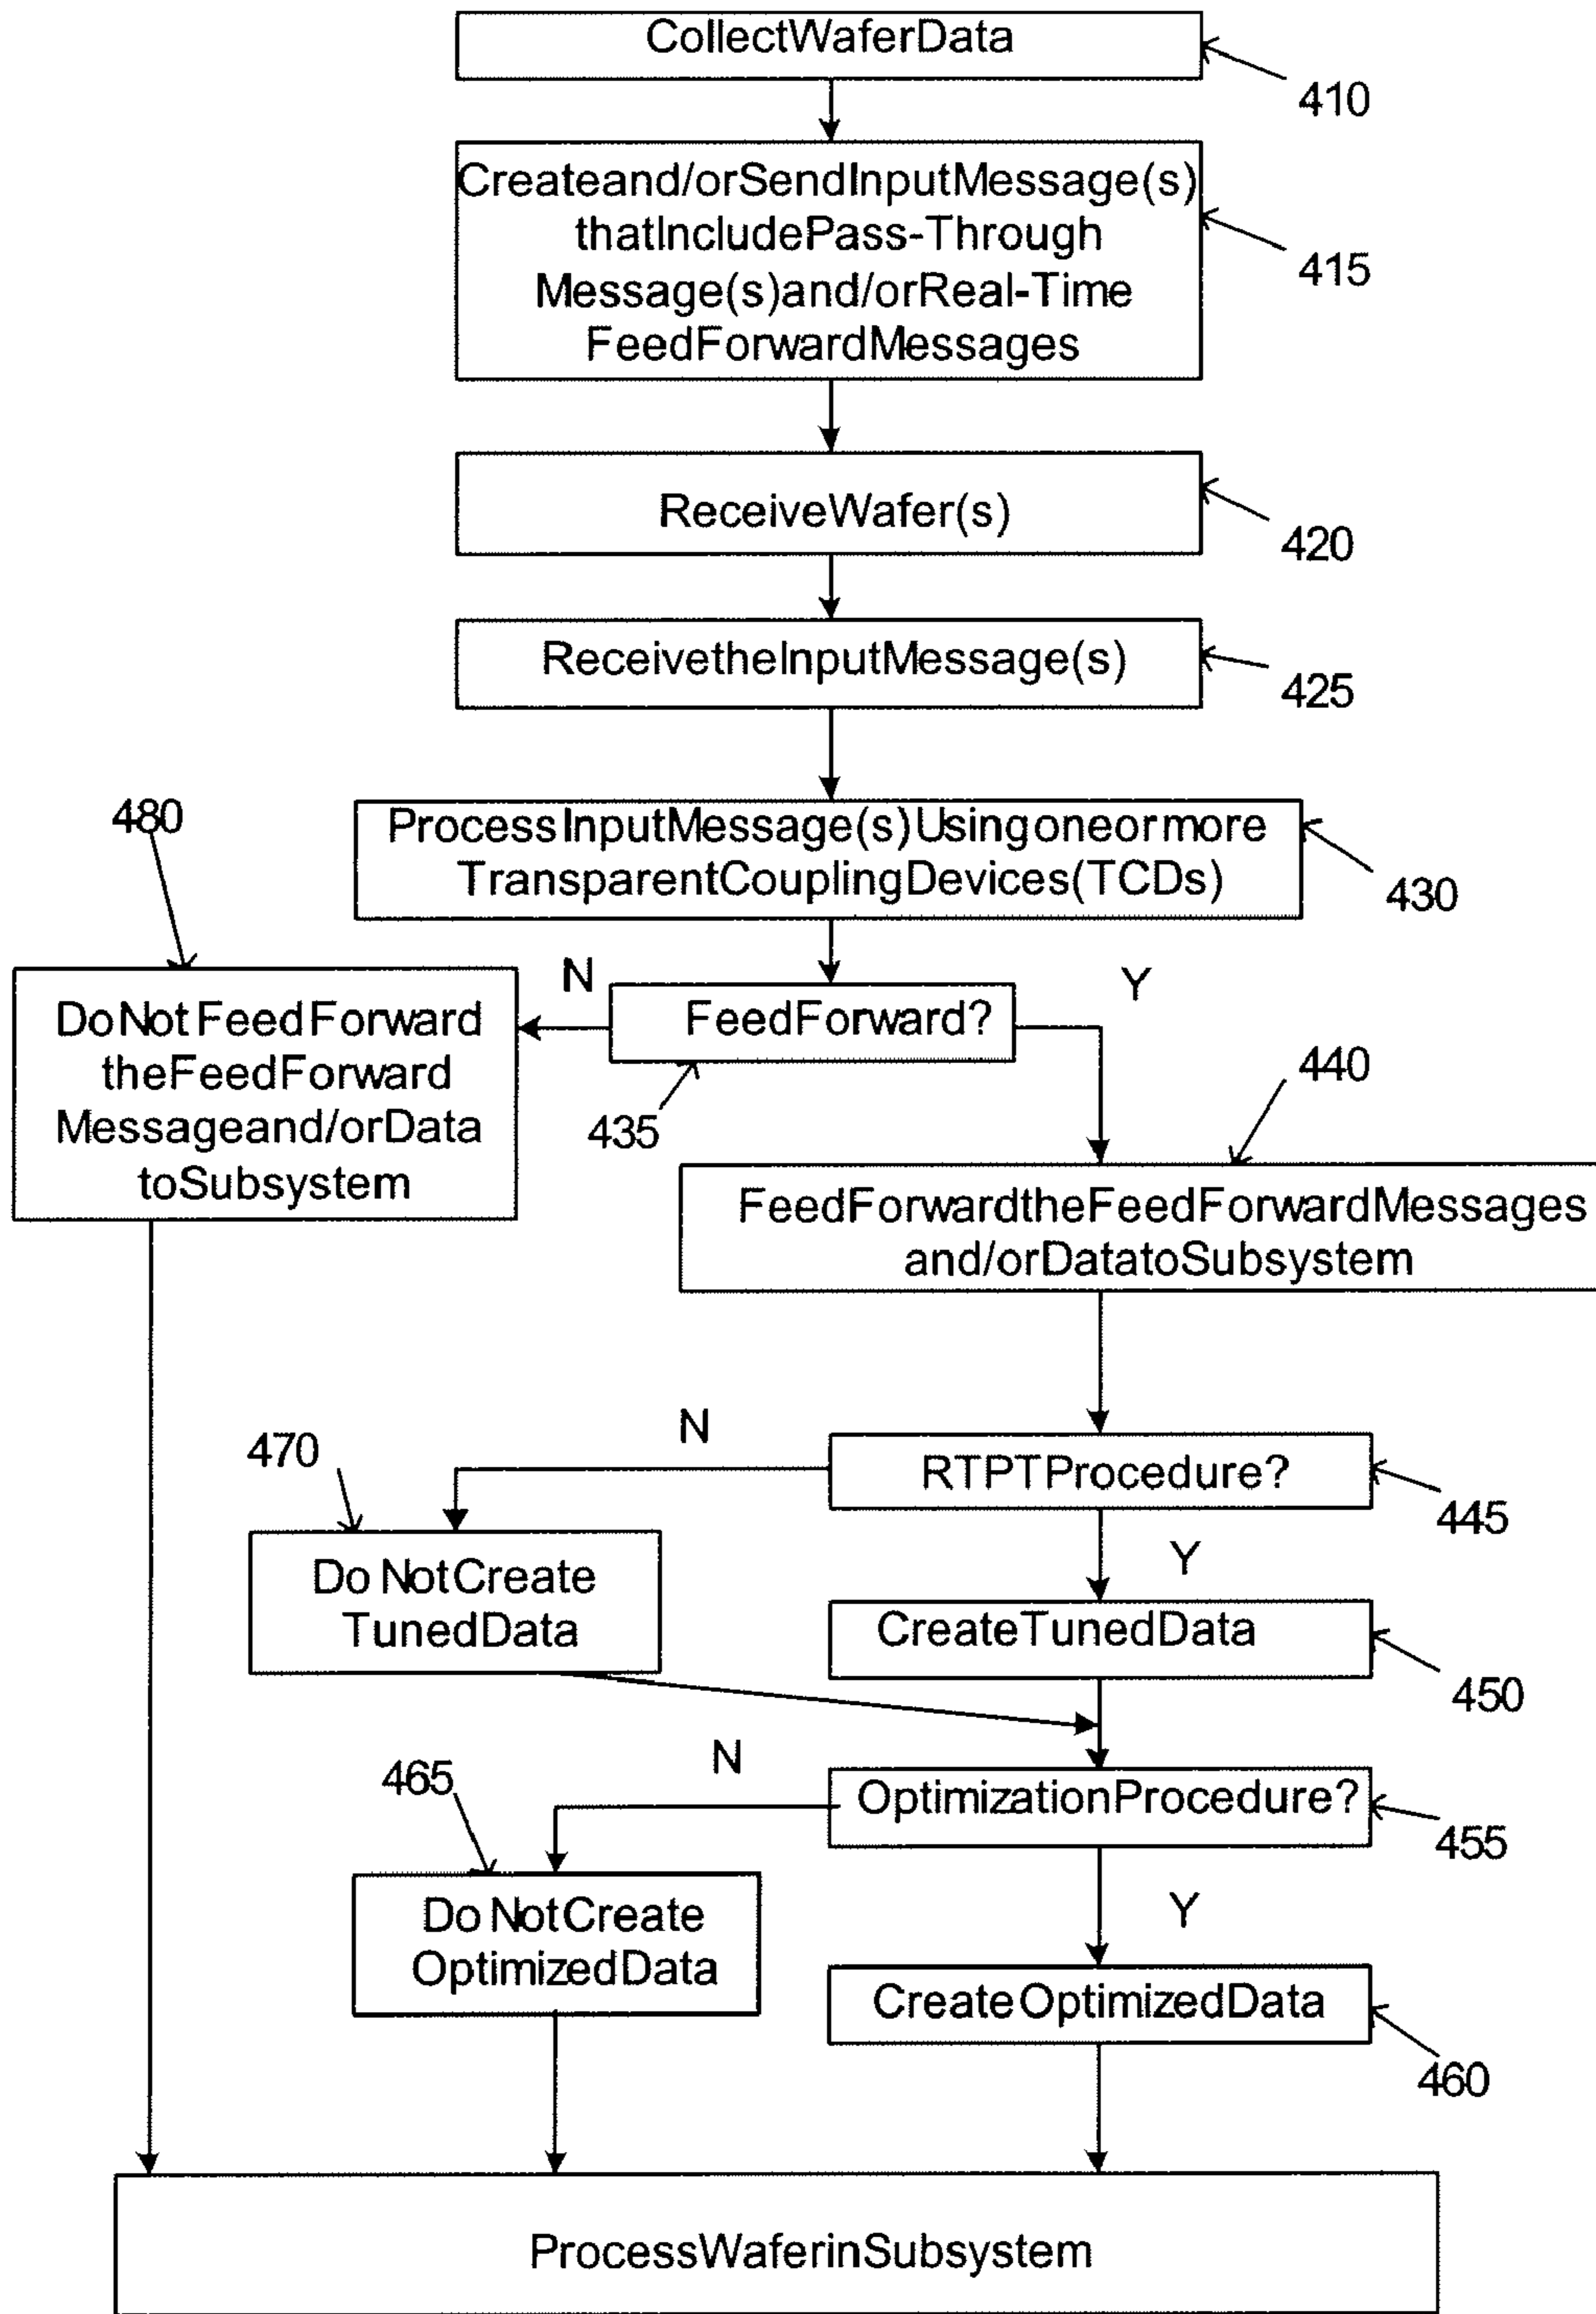 CollectWaferData
410
Createand/orSendInputMessage(s)
thatIncludePass-Through
Message(s)and/orReal-Time
FeedForwardMessages
415
ReceiveWafer(s)
420
ReceivetheInputMessage(s)
425
ProcessInputMessage(s)Usingoneormore
TransparentCouplingDevices(TCDs)
430
480
N
FeedForward?
Y
435
DoNotFeedForward
theFeedForward
Messageand/orData
toSubsystem
440
FeedForwardtheFeedForwardMessages
and/orDatatoSubsystem
N
RTPTProcedure?
445
470
Y
DoNotCreate
TunedData
CreateTunedData
450
N
OptimizationProcedure?
455
465
Y
DoNotCreate
OptimizedData
CreateOptimizedData
460
ProcessWaferinSubsystem